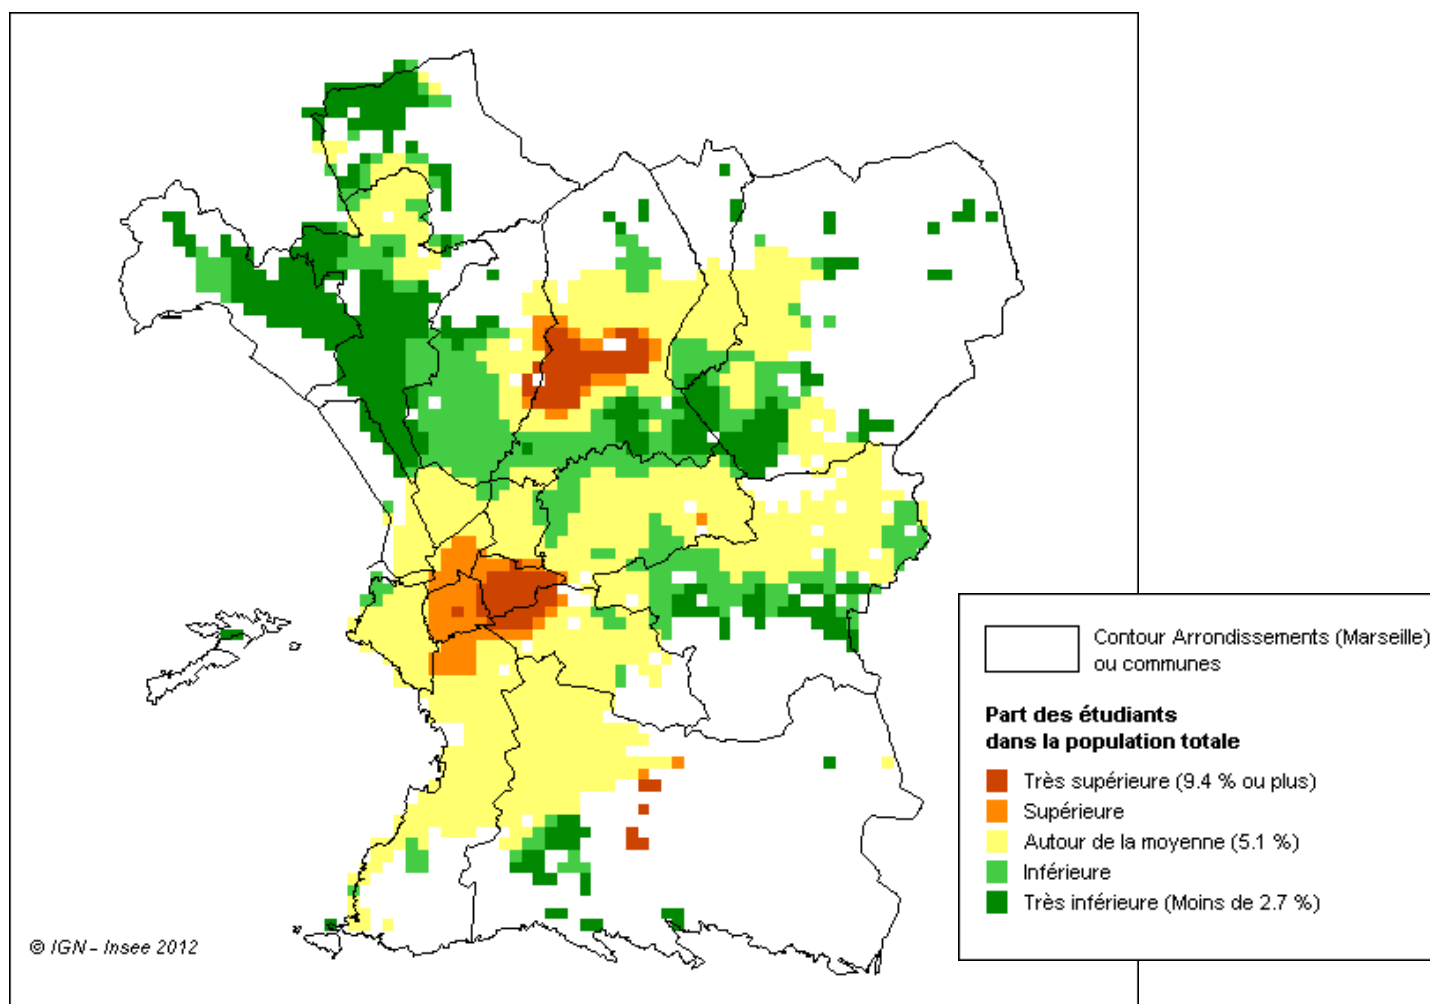 Contour Arrondissements (Marseille)
ou communes
Part des étudiants
dans la population totale
Très supérieure (9.4 % ou plus)
Supérieure
Autour de la moyenne (5.1 %)
Inférieure
Très inférieure (Moins de 2.7 %)
© IGN - Insee 2012